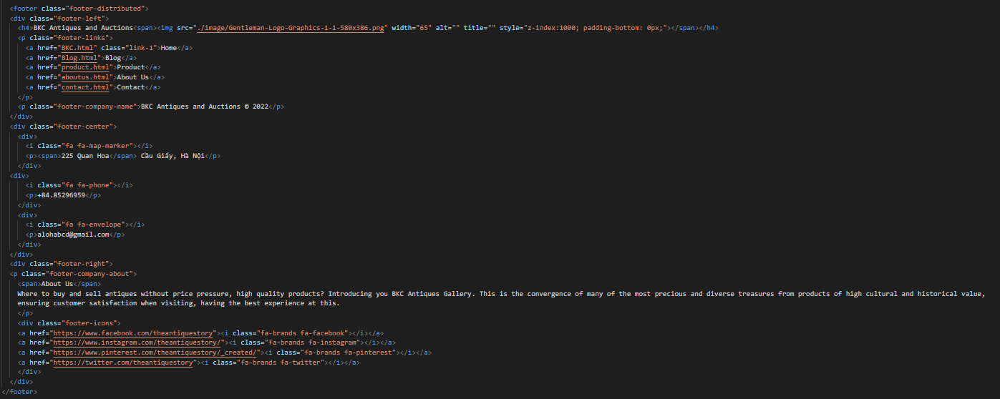 <footer class="footer-distributed">
<div class="footer-left">
<h4>BKC Antiques and Auctions<span><img src="./image/Gentleman-Logo-Graphics-1-1-580x386.png" width="65" alt="" title="" style="z-index:1000; padding-bottom: 0px;"></span></h4>
<p class="footer-links">
<a href="BKC.html" class="link-1">Home</a>
<a href="Blog.html">Blog</a>
<a href="product.html">Product</a>
<a href="aboutus.html">About Us</a>
<a href="contact.html">Contact</a>
</p>
<p class="footer-company-name">BKC Antiques and Auctions © 2022</p>
</div>
<div class="footer-center">
<div>
<i class="fa fa-map-marker"></i>
<p><span>225 Quan Hoa</span> Cầu Giấy, Hà Nội</p>
</div>
<div>
<i class="fa fa-phone"></i>
<p>+84.85296959</p>
</div>
<div>
<i class="fa fa-envelope"></i>
<p>alohabcd@gmail.com</p>
</div>
</div>
<div class="footer-right">
<p class="footer-company-about">
<span>About Us</span>
Where to buy and sell antiques without price pressure, high quality products? Introducing you BKC Antiques Gallery. This is the convergence of many of the most precious and diverse treasures from products of high cultural and historical value,
ensuring customer satisfaction when visiting, having the best experience at this.
</p>
<div class="footer-icons">
<a href="https://www.facebook.com/theantiquestory"><i class="fa-brands fa-facebook"></i></a>
<a href="https://www.instagram.com/theantiquestory/"><i class="fa-brands fa-instagram"></i></a>
<a href="https://www.pinterest.com/theantiquestory/_created/"><i class="fa-brands fa-pinterest"></i></a>
<a href="https://twitter.com/theantiquestory"><i class="fa-brands fa-twitter"></i></a>
</div>
</div>
</footer>